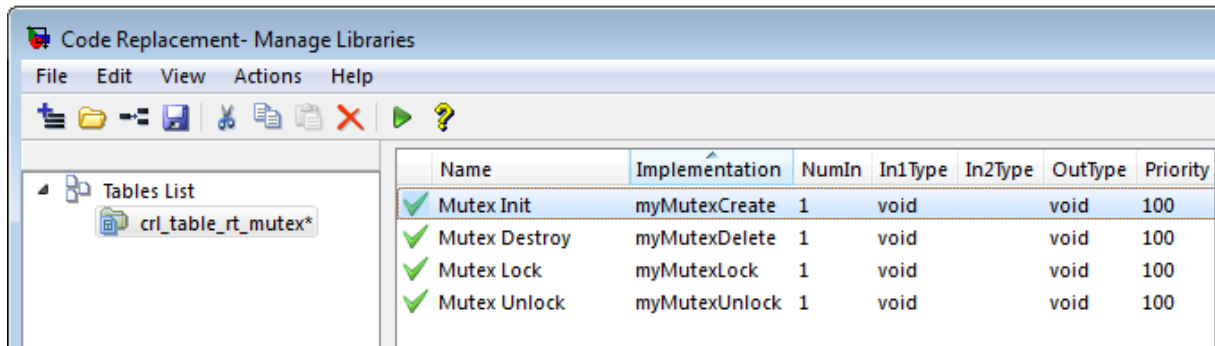 Code Replacement- Manage Libraries
File Edit View Actions Help
Tables List
crl_table_rt_mutex*
Name Implementation NumIn In1Type In2Type OutType Priority
Mutex Init myMutexCreate 1 void void 100
Mutex Destroy myMutexDelete 1 void void 100
Mutex Lock myMutexLock 1 void void 100
Mutex Unlock myMutexUnlock 1 void void 100